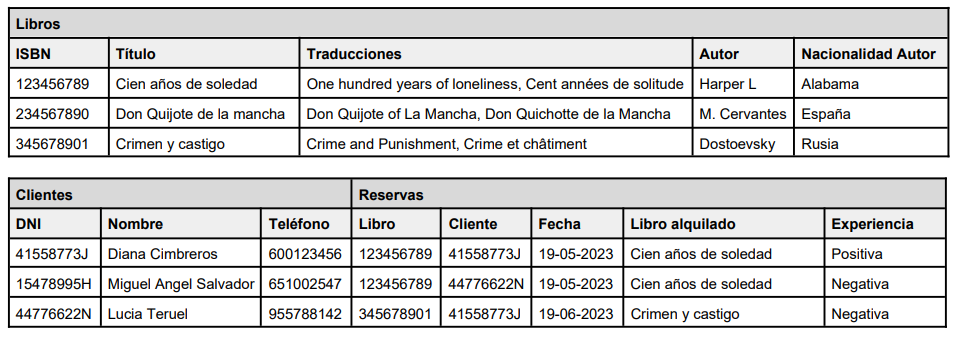 Libros
ISBN Título Traducciones Autor Nacionalidad Autor
123456789 Cien años de soledad One hundred years of loneliness, Cent années de solitude Harper L Alabama
234567890 Don Quijote de la mancha Don Quijote of La Mancha, Don Quichotte de la Mancha M. Cervantes España
345678901 Crimen y castigo Crime and Punishment, Crime et châtiment Dostoevsky Rusia
Clientes Reservas
DNI Nombre Teléfono Libro Cliente Fecha Libro alquilado Experiencia
41558773J Diana Cimbreros 600123456 123456789 41558773J 19-05-2023 Cien años de soledad Positiva
15478995H Miguel Angel Salvador 651002547 123456789 44776622N 19-05-2023 Cien años de soledad Negativa
44776622N Lucia Teruel 955788142 345678901 41558773J 19-06-2023 Crimen y castigo Negativa